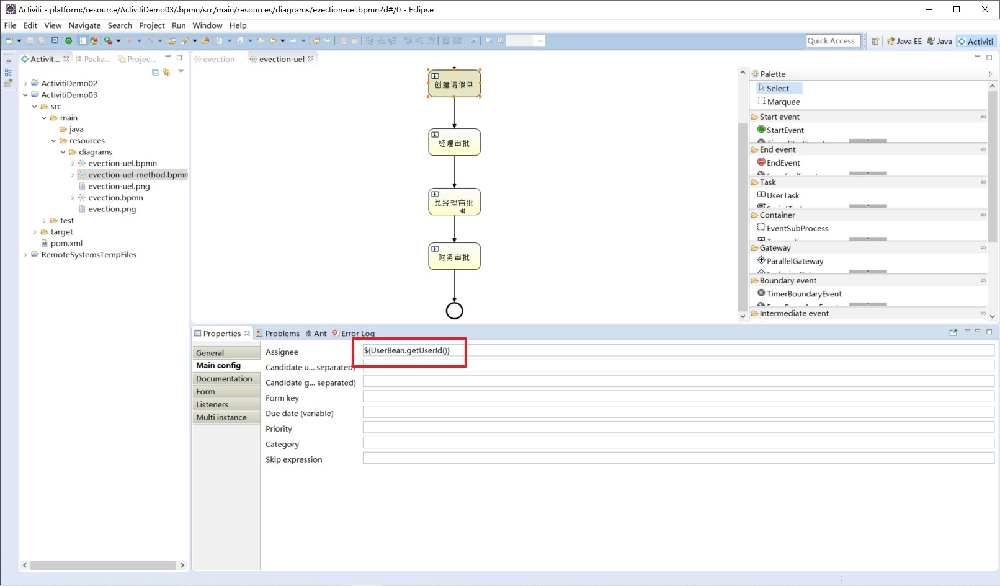 Activiti - platform:/resource/ActivitiDemo03/.bpmn/src/main/resources/diagrams/evection-uel.bpmn2d#/0 - Eclipse
File Edit View Navigate Search Project Run Window Help
Quick Access
Java EE
Java
Activiti
Activit...
Packa...
Projec...
ActivitiDemo02
ActivitiDemo03
src
main
java
resources
diagrams
evection-uel.bpmn
evection-uel-method.bpmn
evection-uel.png
evection.bpmn
evection.png
test
target
pom.xml
RemoteSystemsTempFiles
evection
evection-uel
创建请假单
经理审批
总经理审批
财务审批
Palette
Select
Marquee
Start event
StartEvent
End event
EndEvent
Task
UserTask
Container
EventSubProcess
Gateway
ParallelGateway
Boundary event
TimerBoundaryEvent
Intermediate event
Properties
Problems
Ant
Error Log
General
Main config
Documentation
Form
Listeners
Multi instance
Assignee
${UserBean.getUserId()}
Candidate u... separated)
Candidate g... separated)
Form key
Due date (variable)
Priority
Category
Skip expression